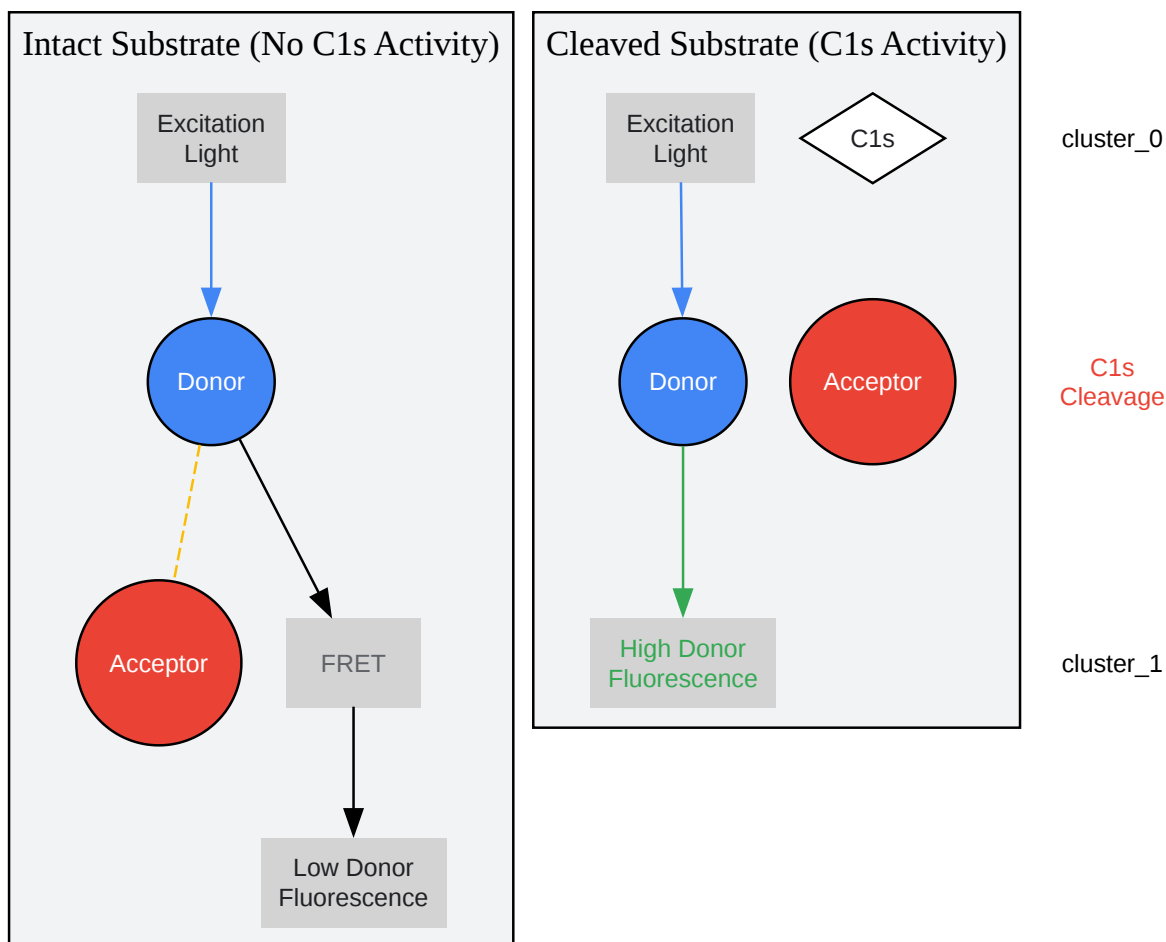 Intact Substrate (No C1s Activity)
Excitation
Light
Donor
Acceptor
FRET
Low Donor
Fluorescence
Cleaved Substrate (C1s Activity)
Excitation
Light
C1s
Donor
Acceptor
High Donor
Fluorescence
cluster_0
C1s
Cleavage
cluster_1